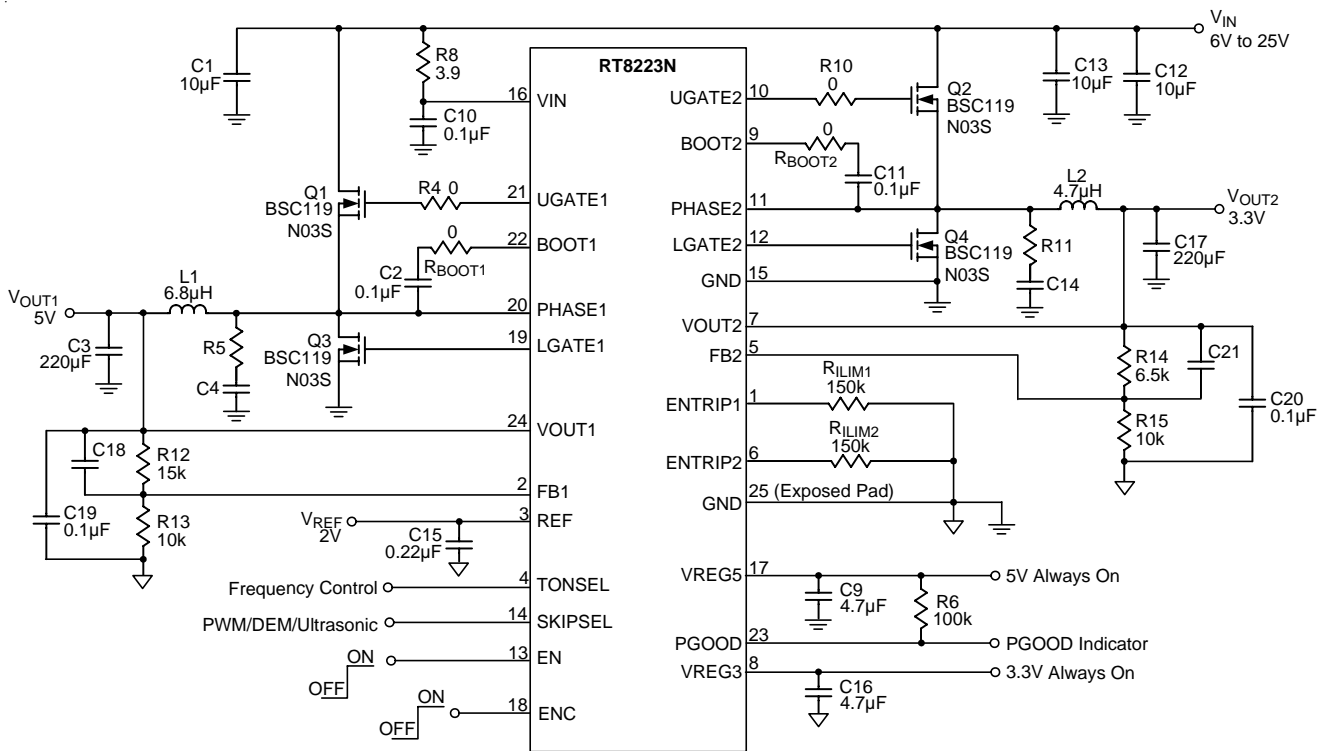 VIN
6V to 25V
C1
10µF
R8
3.9
RT8223N
R10
0
C13
10µF
C12
10µF
16 VIN
UGATE2 10
Q2
BSC119
N03S
C10
0.1µF
BOOT2 9
0
RBOOT2
C11
0.1µF
Q1
BSC119
N03S
R4 0
21 UGATE1
PHASE2 11
L2
4.7µH
VOUT2
3.3V
0
RBOOT1
22 BOOT1
LGATE2 12
Q4
BSC119
N03S
R11
C17
220µF
C2
0.1µF
GND 15
C14
L1
6.8µH
VOUT1
5V
20 PHASE1
VOUT2 7
C3
220µF
R5
Q3
BSC119
N03S
19 LGATE1
FB2 5
R14
6.5k
C21
C4
RILIM1
150k
ENTRIP1 1
R15
10k
C20
0.1µF
24 VOUT1
C18
R12
15k
RILIM2
150k
ENTRIP2 6
2 FB1
GND 25 (Exposed Pad)
C19
0.1µF
R13
10k
VREF
2V
3 REF
C15
0.22µF
VREG5 17
5V Always On
Frequency Control
4 TONSEL
C9
4.7µF
R6
100k
PWM/DEM/Ultrasonic
14 SKIPSEL
PGOOD 23
PGOOD Indicator
ON
OFF
13 EN
VREG3 8
3.3V Always On
C16
4.7µF
ON
OFF
18 ENC